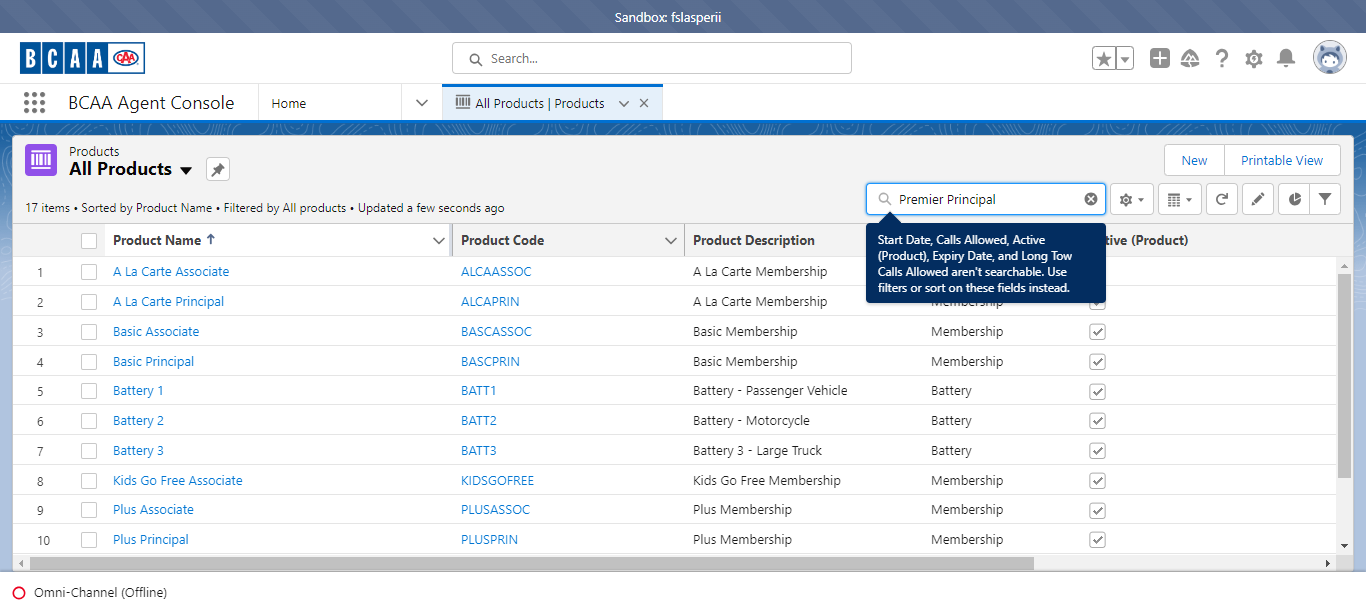 Sandbox: fslasperii
BCAA CAA
Search...
BCAA Agent Console
Home
All Products | Products
Products
All Products
New
Printable View
17 items • Sorted by Product Name • Filtered by All products • Updated a few seconds ago
Premier Principal
Start Date, Calls Allowed, Active
(Product), Expiry Date, and Long Tow
Calls Allowed aren't searchable. Use
filters or sort on these fields instead.
Product Name Product Code Product Description (Product)
1 A La Carte Associate ALCAASSOC A La Carte Membership
2 A La Carte Principal ALCAPRIN A La Carte Membership Membership
3 Basic Associate BASCASSOC Basic Membership Membership
4 Basic Principal BASCPRIN Basic Membership Membership
5 Battery 1 BATT1 Battery - Passenger Vehicle Battery
6 Battery 2 BATT2 Battery - Motorcycle Battery
7 Battery 3 BATT3 Battery 3 - Large Truck Battery
8 Kids Go Free Associate KIDSGOFREE Kids Go Free Membership Membership
9 Plus Associate PLUSASSOC Plus Membership Membership
10 Plus Principal PLUSPRIN Plus Membership Membership
Omni-Channel (Offline)